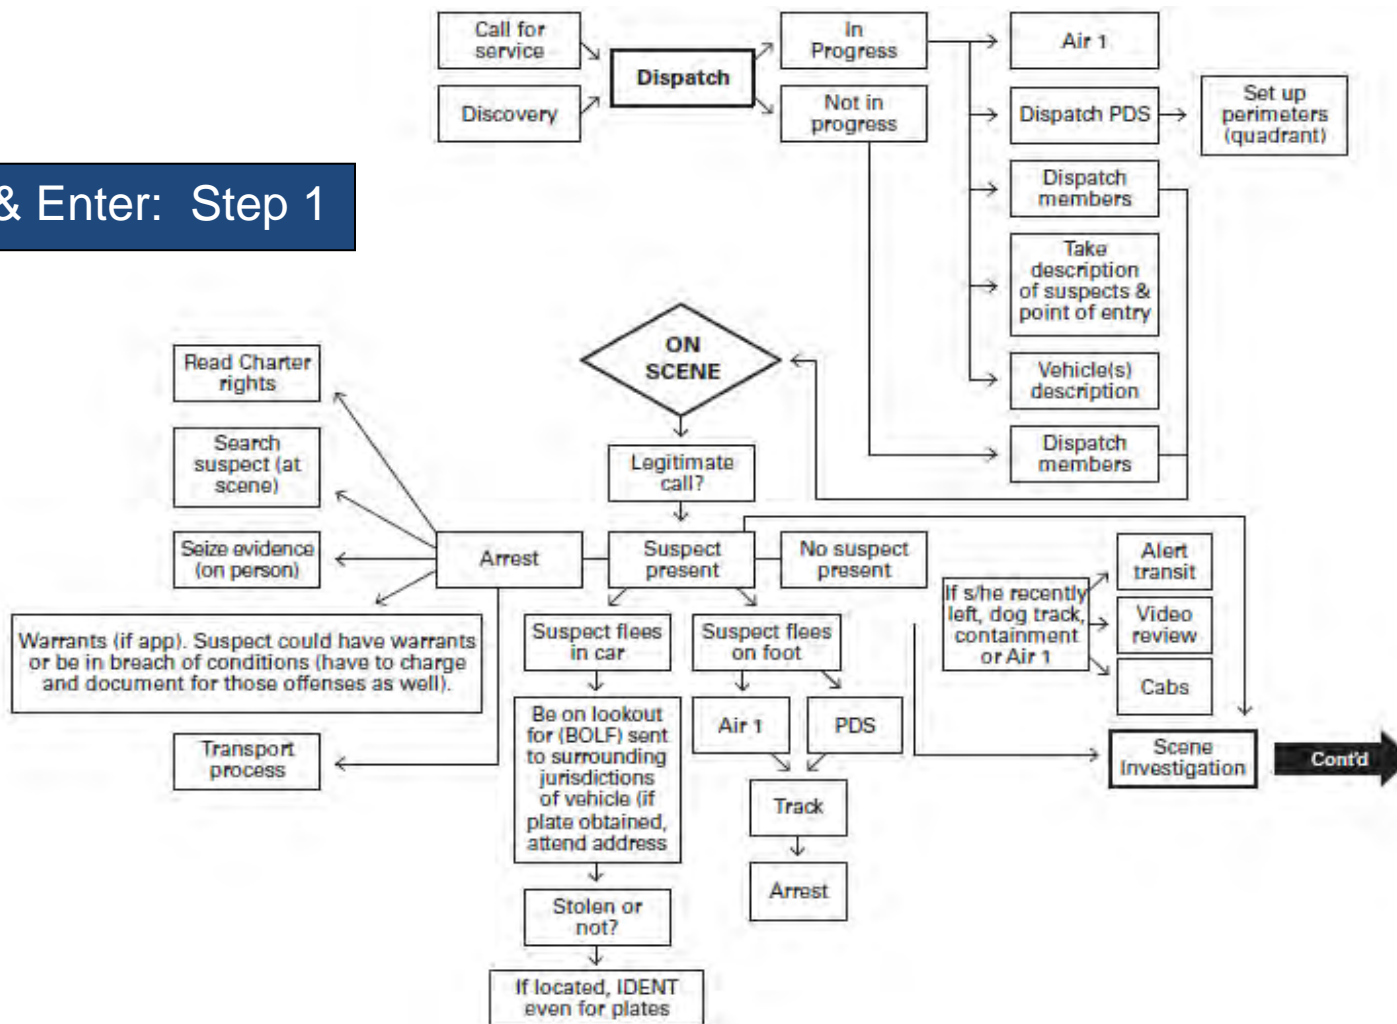 Call for
service
Discovery
Dispatch
In
Progress
Not in
progress
Air 1
Dispatch PDS
Set up
perimeters
(quadrant)
Dispatch
members
Take
description
of suspects &
point of entry
Vehicle(s)
description
Dispatch
members
& Enter: Step 1
ON
SCENE
Legitimate
call?
Read Charter
rights
Search
suspect (at
scene)
Seize evidence
(on person)
Arrest
Suspect
present
No suspect
present
Warrants (if app). Suspect could have warrants
or be in breach of conditions (have to charge
and document for those offenses as well).
Transport
process
Suspect flees
in car
Suspect flees
on foot
Be on lookout
for (BOLF) sent
to surrounding
jurisdictions
of vehicle (if
plate obtained,
attend address
Air 1
PDS
Track
Arrest
Stolen or
not?
If located, IDENT
even for plates
If s/he recently
left, dog track,
containment
or Air 1
Alert
transit
Video
review
Cabs
Scene
Investigation
Cont'd